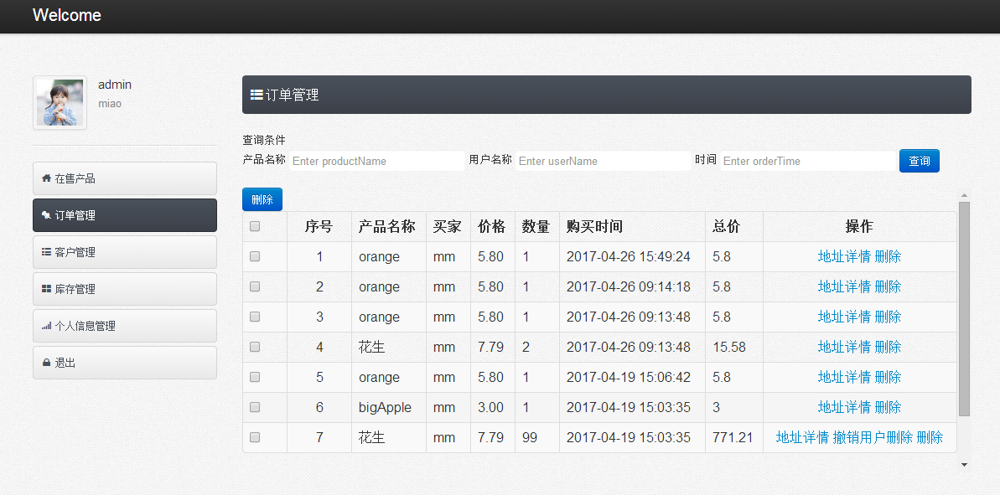 Welcome
admin
miao
在售产品
订单管理
客户管理
库存管理
个人信息管理
退出
订单管理
查询条件
产品名称 Enter productName 用户名称 Enter userName 时间 Enter orderTime 查询
删除
序号 产品名称 买家 价格 数量 购买时间 总价 操作
1 orange mm 5.80 1 2017-04-26 15:49:24 5.8 地址详情 删除
2 orange mm 5.80 1 2017-04-26 09:14:18 5.8 地址详情 删除
3 orange mm 5.80 1 2017-04-26 09:13:48 5.8 地址详情 删除
4 花生 mm 7.79 2 2017-04-26 09:13:48 15.58 地址详情 删除
5 orange mm 5.80 1 2017-04-19 15:06:42 5.8 地址详情 删除
6 bigApple mm 3.00 1 2017-04-19 15:03:35 3 地址详情 删除
7 花生 mm 7.79 99 2017-04-19 15:03:35 771.21 地址详情 撤销用户删除 删除